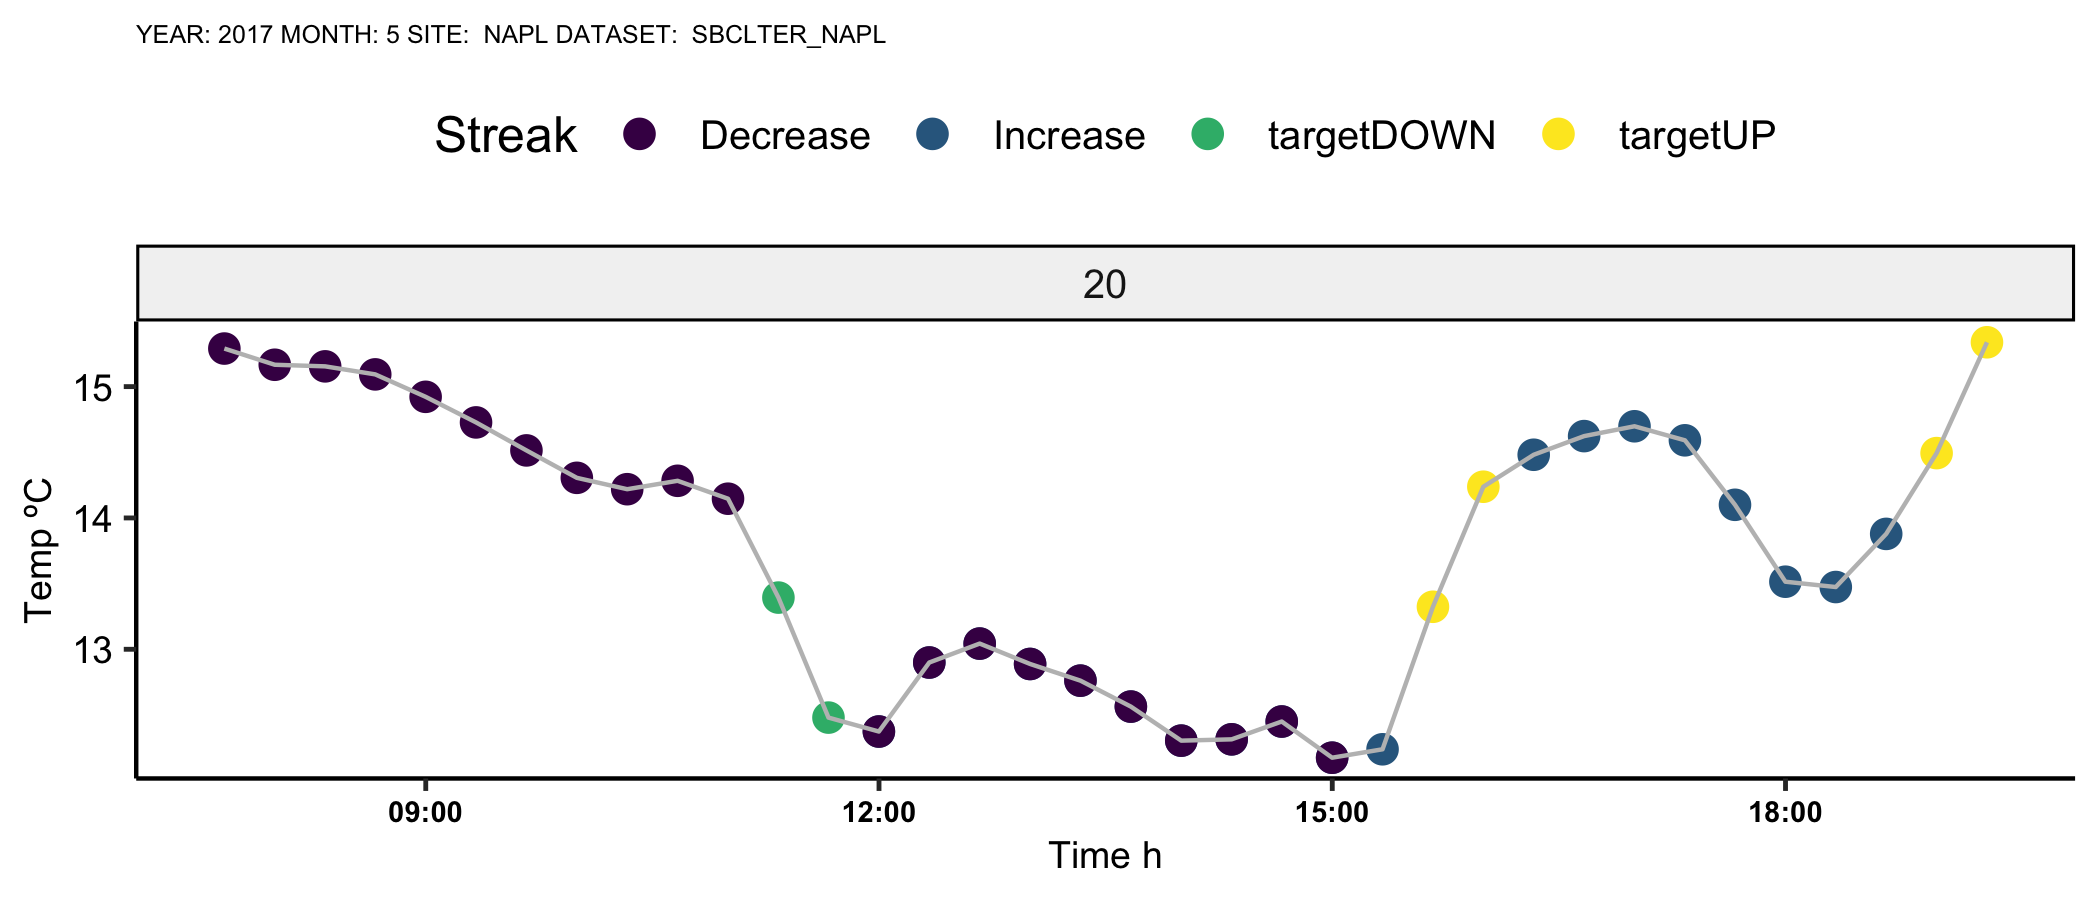 YEAR: 2017 MONTH: 5 SITE:  NAPL DATASET:  SBCLTER_NAPL
Streak Decrease Increase targetDOWN targetUP
20
15
14
13
Temp ºC
09:00 12:00 15:00 18:00
Time h